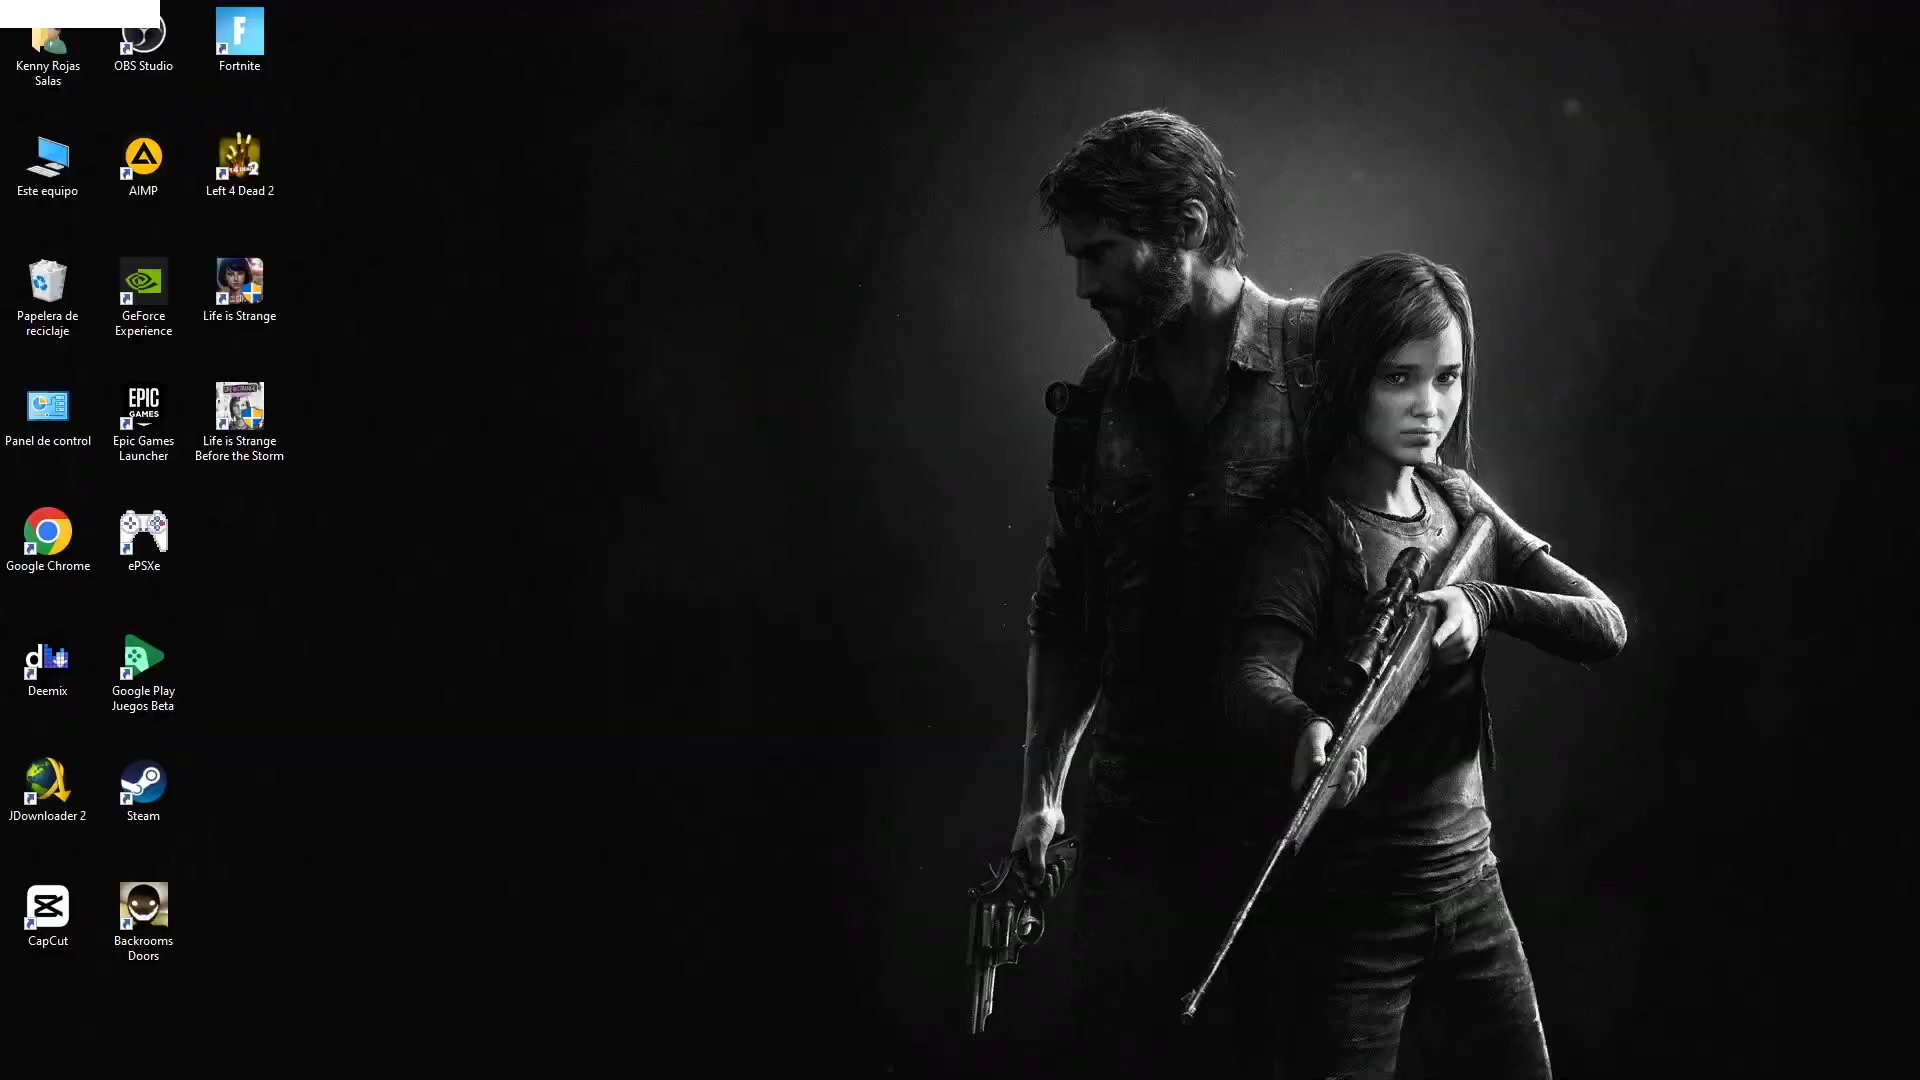 Kenny Rojas
Salas
OBS Studio
Fortnite
Este equipo
AIMP
Left 4 Dead 2
Papelera de
reciclaje
GeForce
Experience
Life is Strange
Panel de control
EPIC
GAMES
Epic Games
Launcher
Life is Strange
Before the Storm
Google Chrome
ePSXe
Deemix
Google Play
Juegos Beta
JDownloader 2
Steam
CapCut
Backrooms
Doors